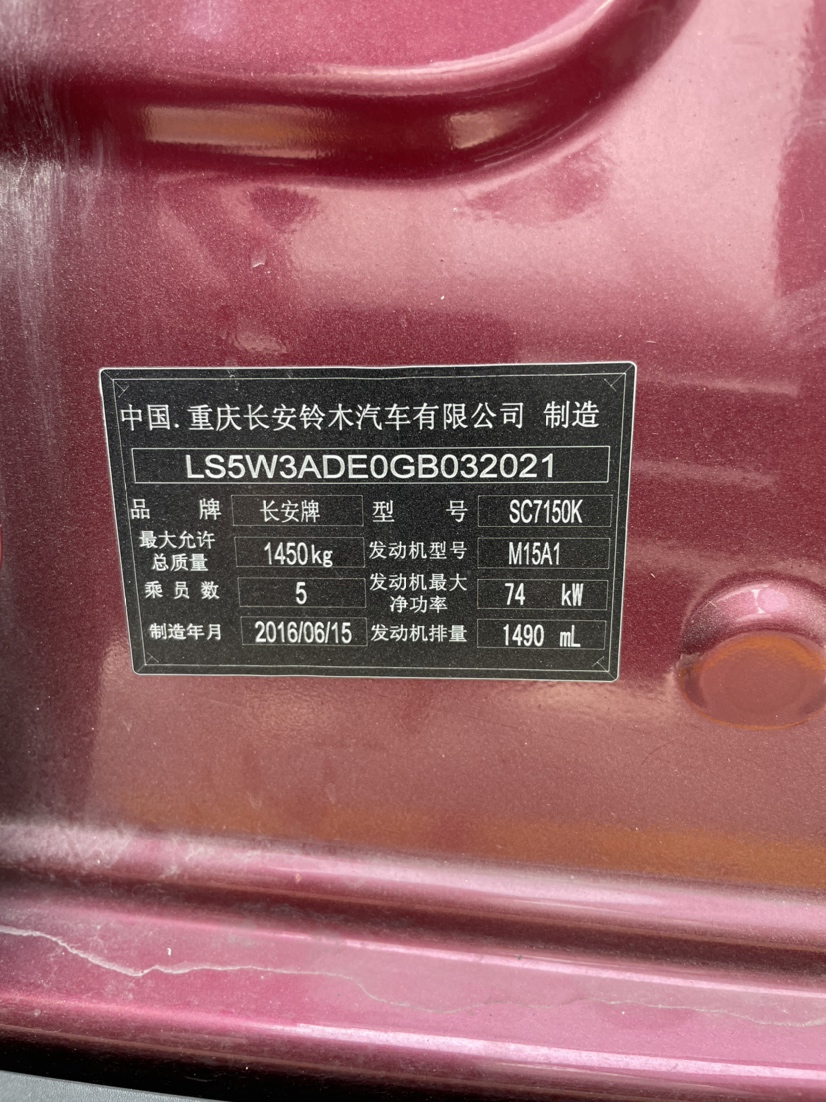 中国.重庆长安铃木汽车有限公司 制造
LS5W3ADE0GB032021
品 牌 长安牌 型 号 SC7150K
最大允许总质量 1450kg 发动机型号 M15A1
乘员数 5 发动机最大净功率 74 kW
制造年月 2016/06/15 发动机排量 1490 mL